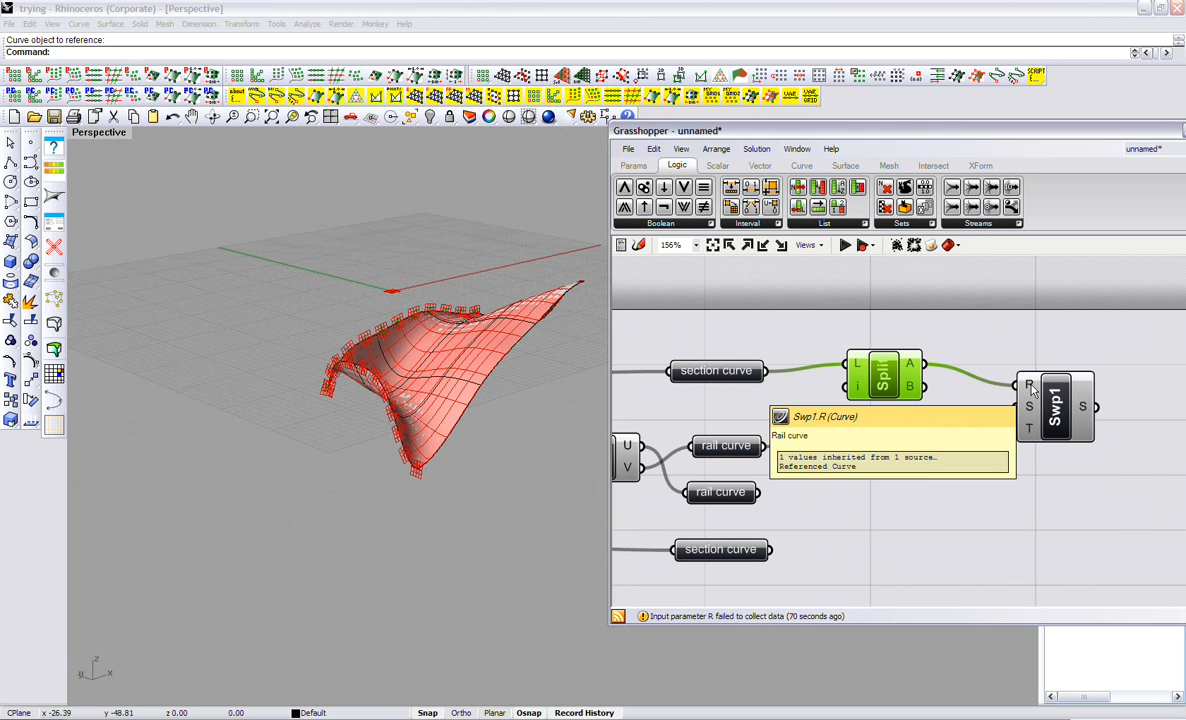 trying - Rhinoceros (Corporate) - [Perspective]
File Edit View Curve Surface Solid Mesh Dimension Transform Tools Analyze Render Monkey Help
Curve object to reference:
Command:
SCRIPT
Perspective
Grasshopper - unnamed*
File Edit View Arrange Solution Window Help unnamed*
Params Logic Scalar Vector Curve Surface Mesh Intersect XForm
Boolean Interval List Sets Streams
156% Views
section curve
L i Split A B
R S T Swp1 S
Swp1.R (Curve)
Rail curve
1 values inherited from 1 source…
Referenced Curve
U V
rail curve
rail curve
section curve
Input parameter R failed to collect data (70 seconds ago)
z
y x
CPlane x -26.39 y -48.81 z 0.00 0.00 Default Snap Ortho Planar Osnap Record History